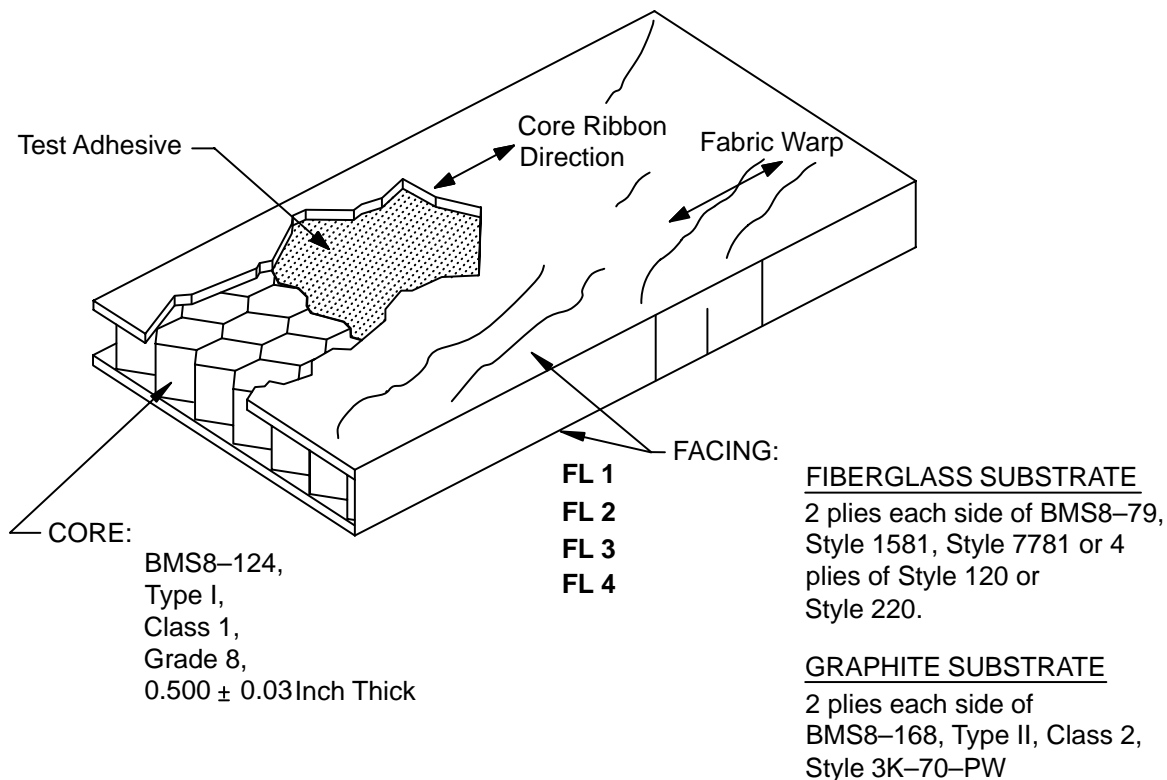 Test Adhesive
Core Ribbon
Direction
Fabric Warp
FACING:
FL 1
FL 2
FL 3
FL 4
FIBERGLASS SUBSTRATE
2 plies each side of BMS8–79,
Style 1581, Style 7781 or 4
plies of Style 120 or
Style 220.
GRAPHITE SUBSTRATE
2 plies each side of
BMS8–168, Type II, Class 2,
Style 3K–70–PW
CORE:
BMS8–124,
Type I,
Class 1,
Grade 8,
0.500 ± 0.03 Inch Thick